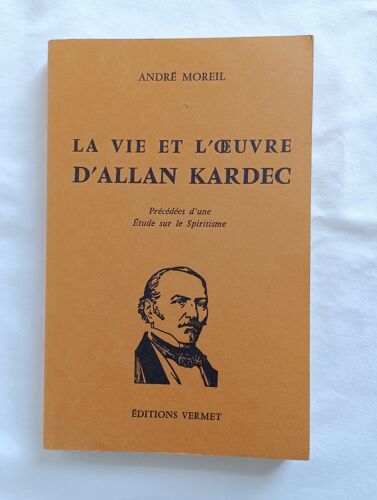 ANDRÉ MOREIL
LA VIE ET L'ŒUVRE
D'ALLAN KARDEC
Précédées d'une
Étude sur le Spiritisme
ÉDITIONS VERMET